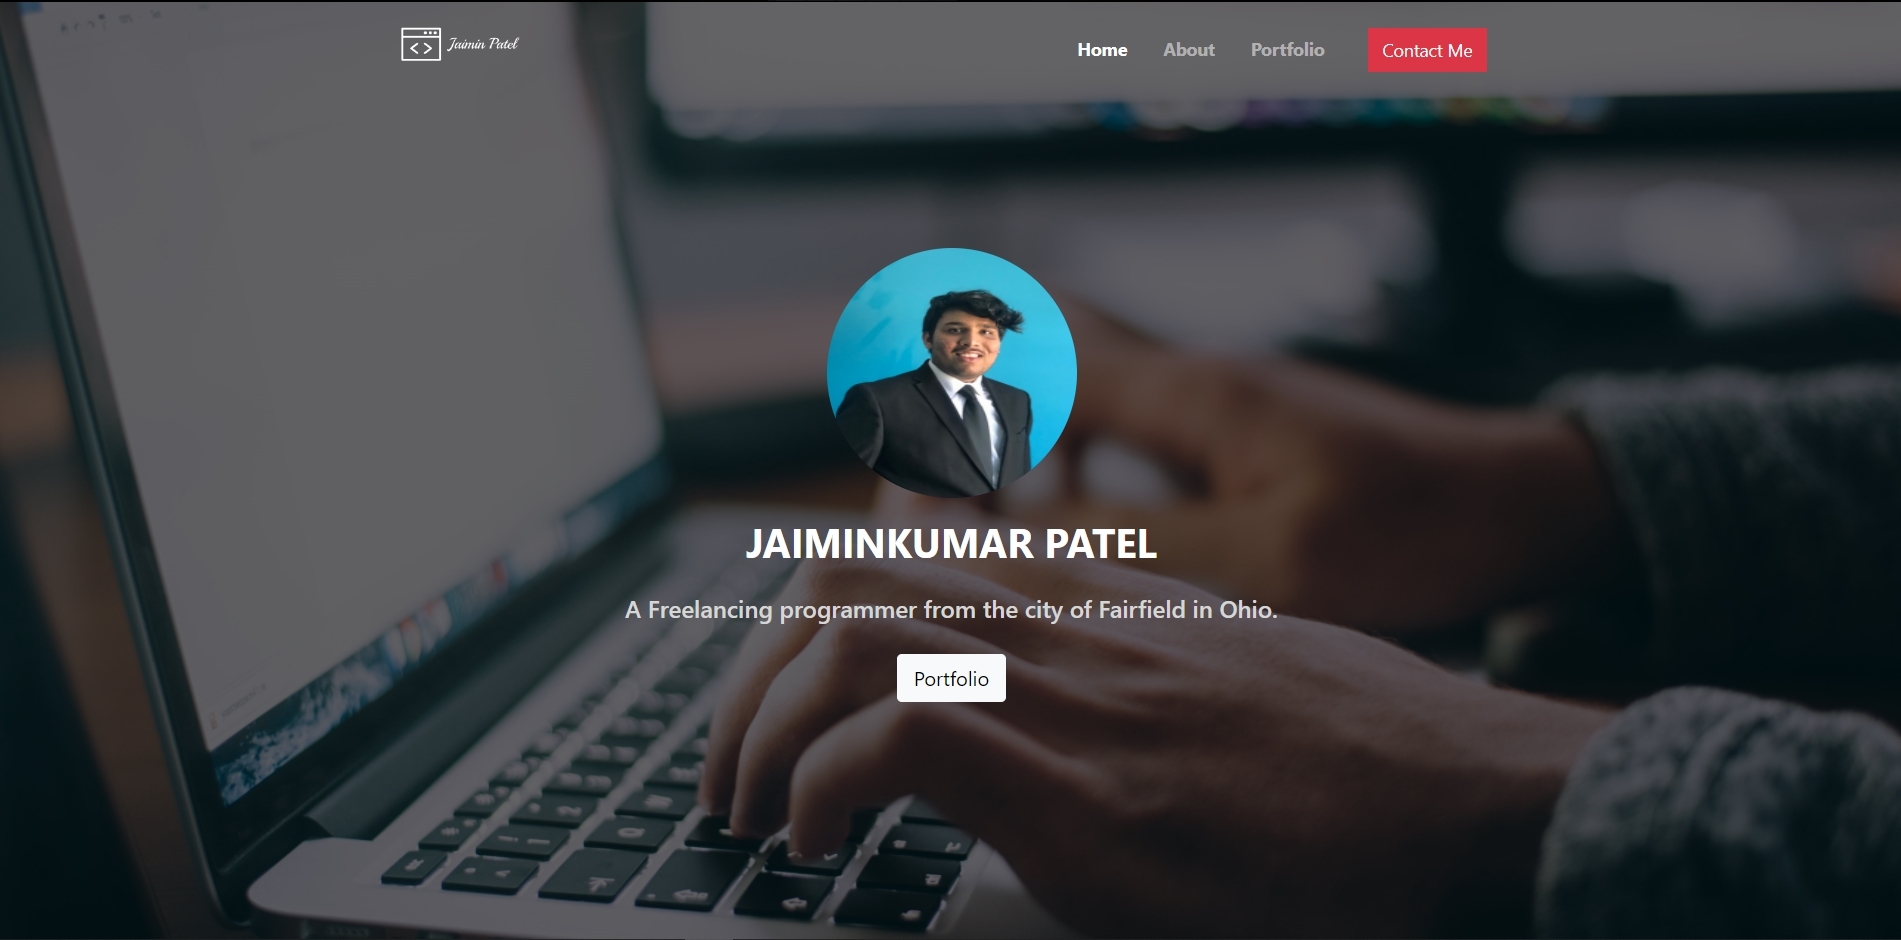 Jaimin Patel
Home About Portfolio Contact Me
JAIMINKUMAR PATEL
A Freelancing programmer from the city of Fairfield in Ohio.
Portfolio